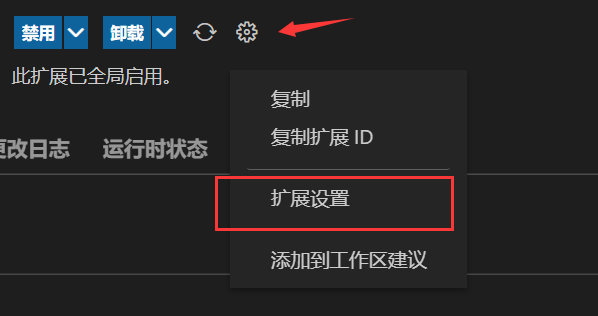 禁用 卸载
此扩展已全局启用。
更改日志 运行时状态
复制
复制扩展 ID
扩展设置
添加到工作区建议